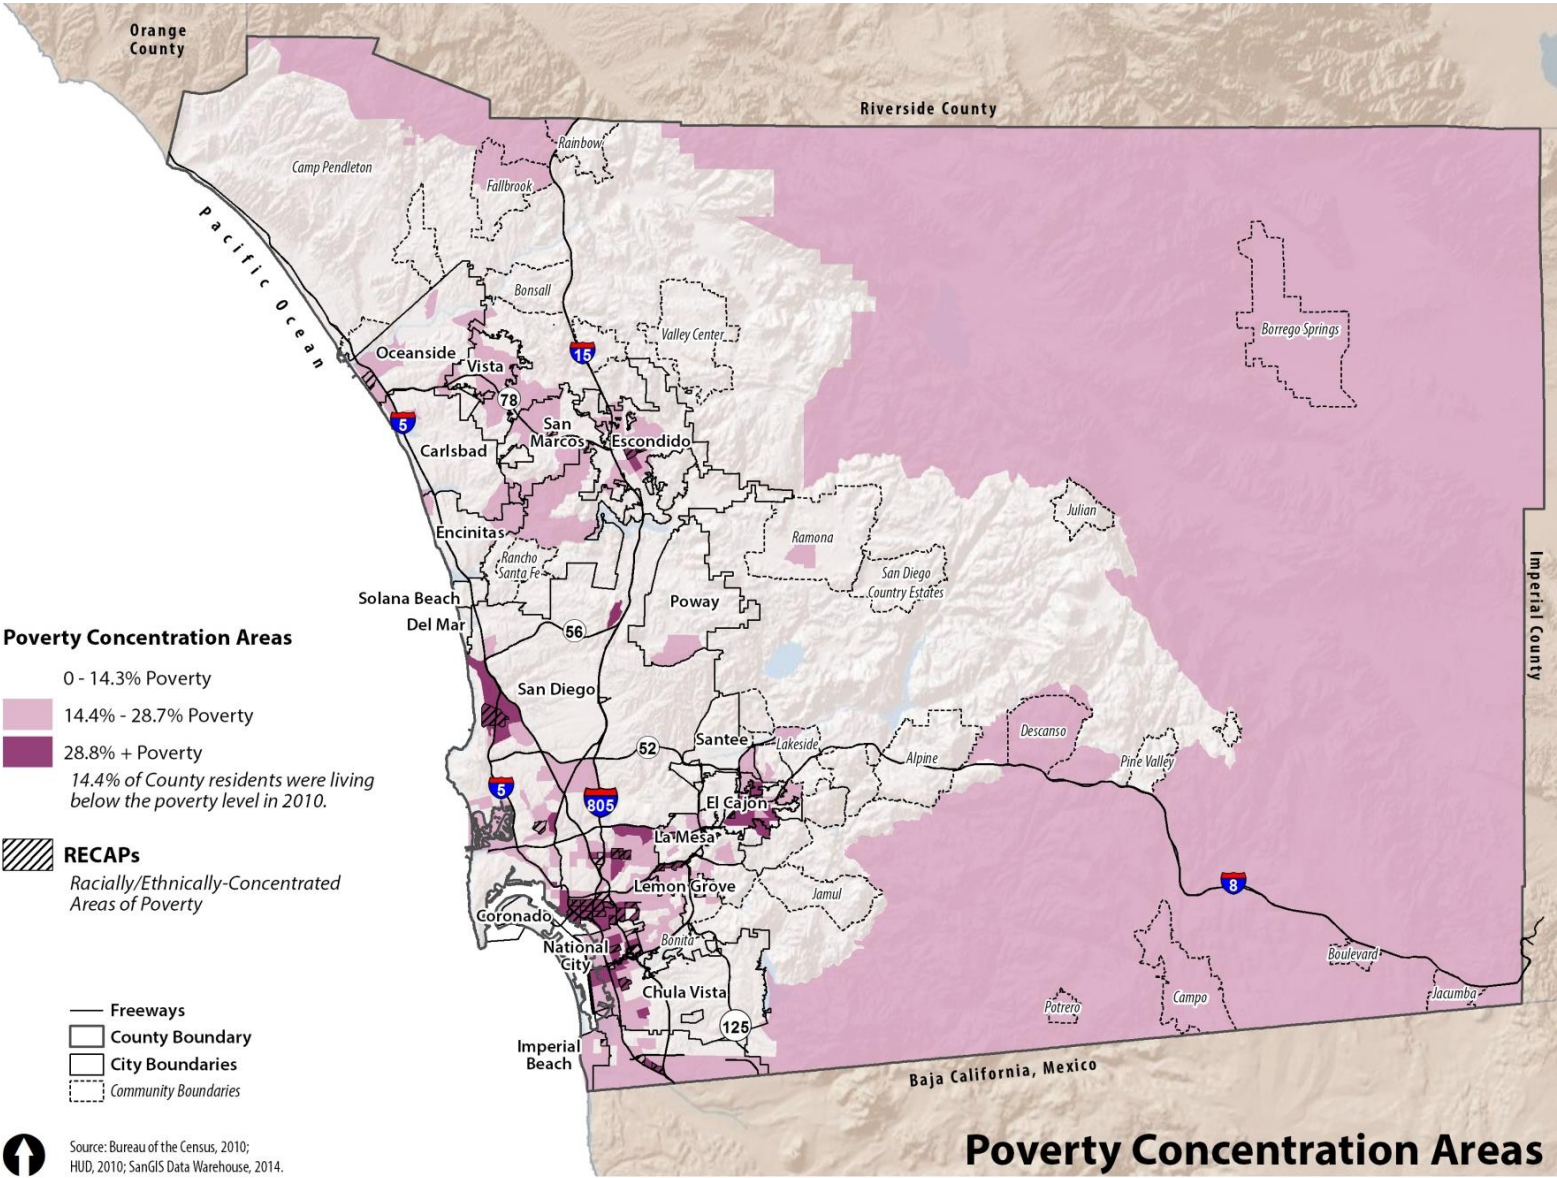 Orange
County
Riverside County
Rainbow
Camp Pendleton
Fallbrook
Pacific Ocean
Bonsall
Borrego Springs
Valley Center
Oceanside
15
Vista
78
5
San
Marcos
Escondido
Carlsbad
Julian
Encinitas
Ramona
Rancho
Santa Fe
San Diego
Country Estates
Imperial County
Solana Beach
Poway
Del Mar
56
Poverty Concentration Areas
0 - 14.3% Poverty
14.4% - 28.7% Poverty
28.8% + Poverty
14.4% of County residents were living
below the poverty level in 2010.
RECAPs
Racially/Ethnically-Concentrated
Areas of Poverty
San Diego
Descanso
Santee
Lakeside
52
Alpine
Pine Valley
5
805
El Cajon
La Mesa
Lemon Grove
Jamul
8
Coronado
Bonita
National
City
Boulevard
Chula Vista
Jacumba
Campo
Potrero
125
Imperial
Beach
Baja California, Mexico
Freeways
County Boundary
City Boundaries
Community Boundaries
Source: Bureau of the Census, 2010;
HUD, 2010; SanGIS Data Warehouse, 2014.
Poverty Concentration Areas